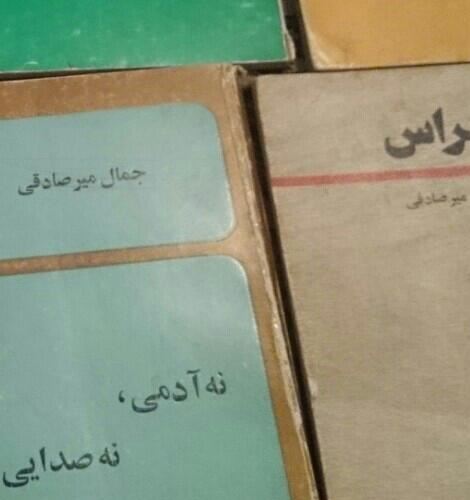 جمال میرصادقی
نه آدمی،
نه صدایی
میرصادقی